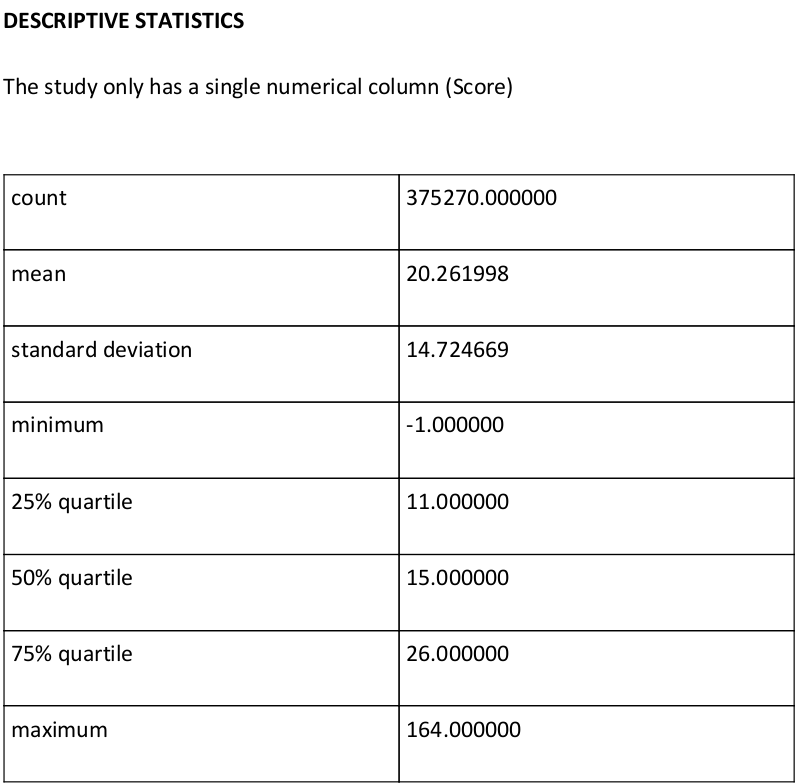 DESCRIPTIVE STATISTICS
The study only has a single numerical column (Score)
count 375270.000000
mean 20.261998
standard deviation 14.724669
minimum -1.000000
25% quartile 11.000000
50% quartile 15.000000
75% quartile 26.000000
maximum 164.000000